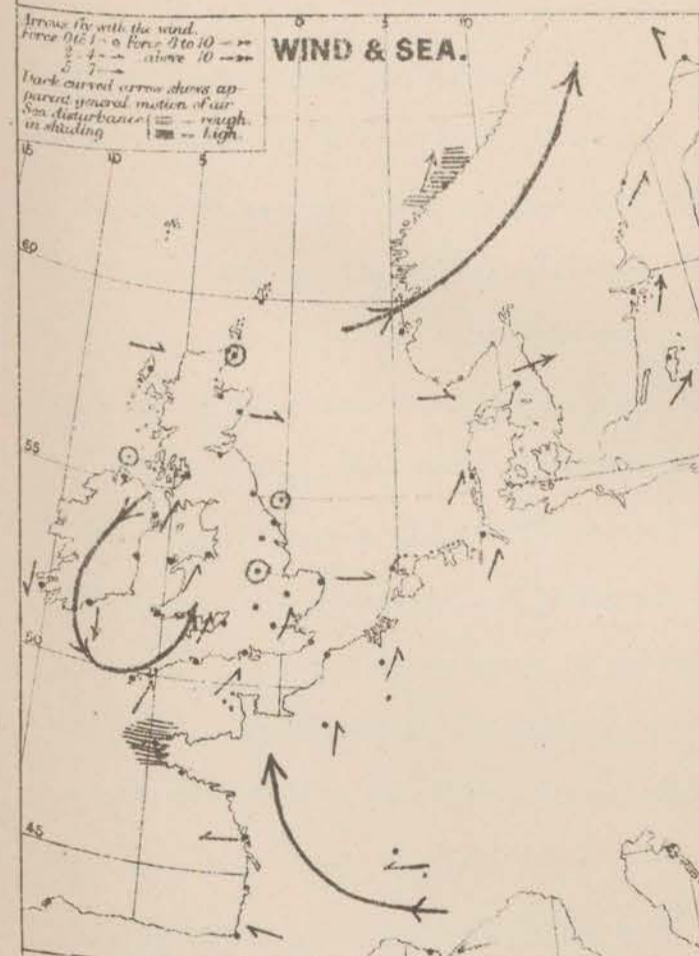 WIND & SEA.
Arrows fly with the wind.
Force 0 to 1 Force 8 to 10
2 4 above 10
5 7
Dark curved arrow shows ap-
parent general motion of air
Sea disturbance rough.
in shading high.
15 10 5 0 5 10
60
55
50
45